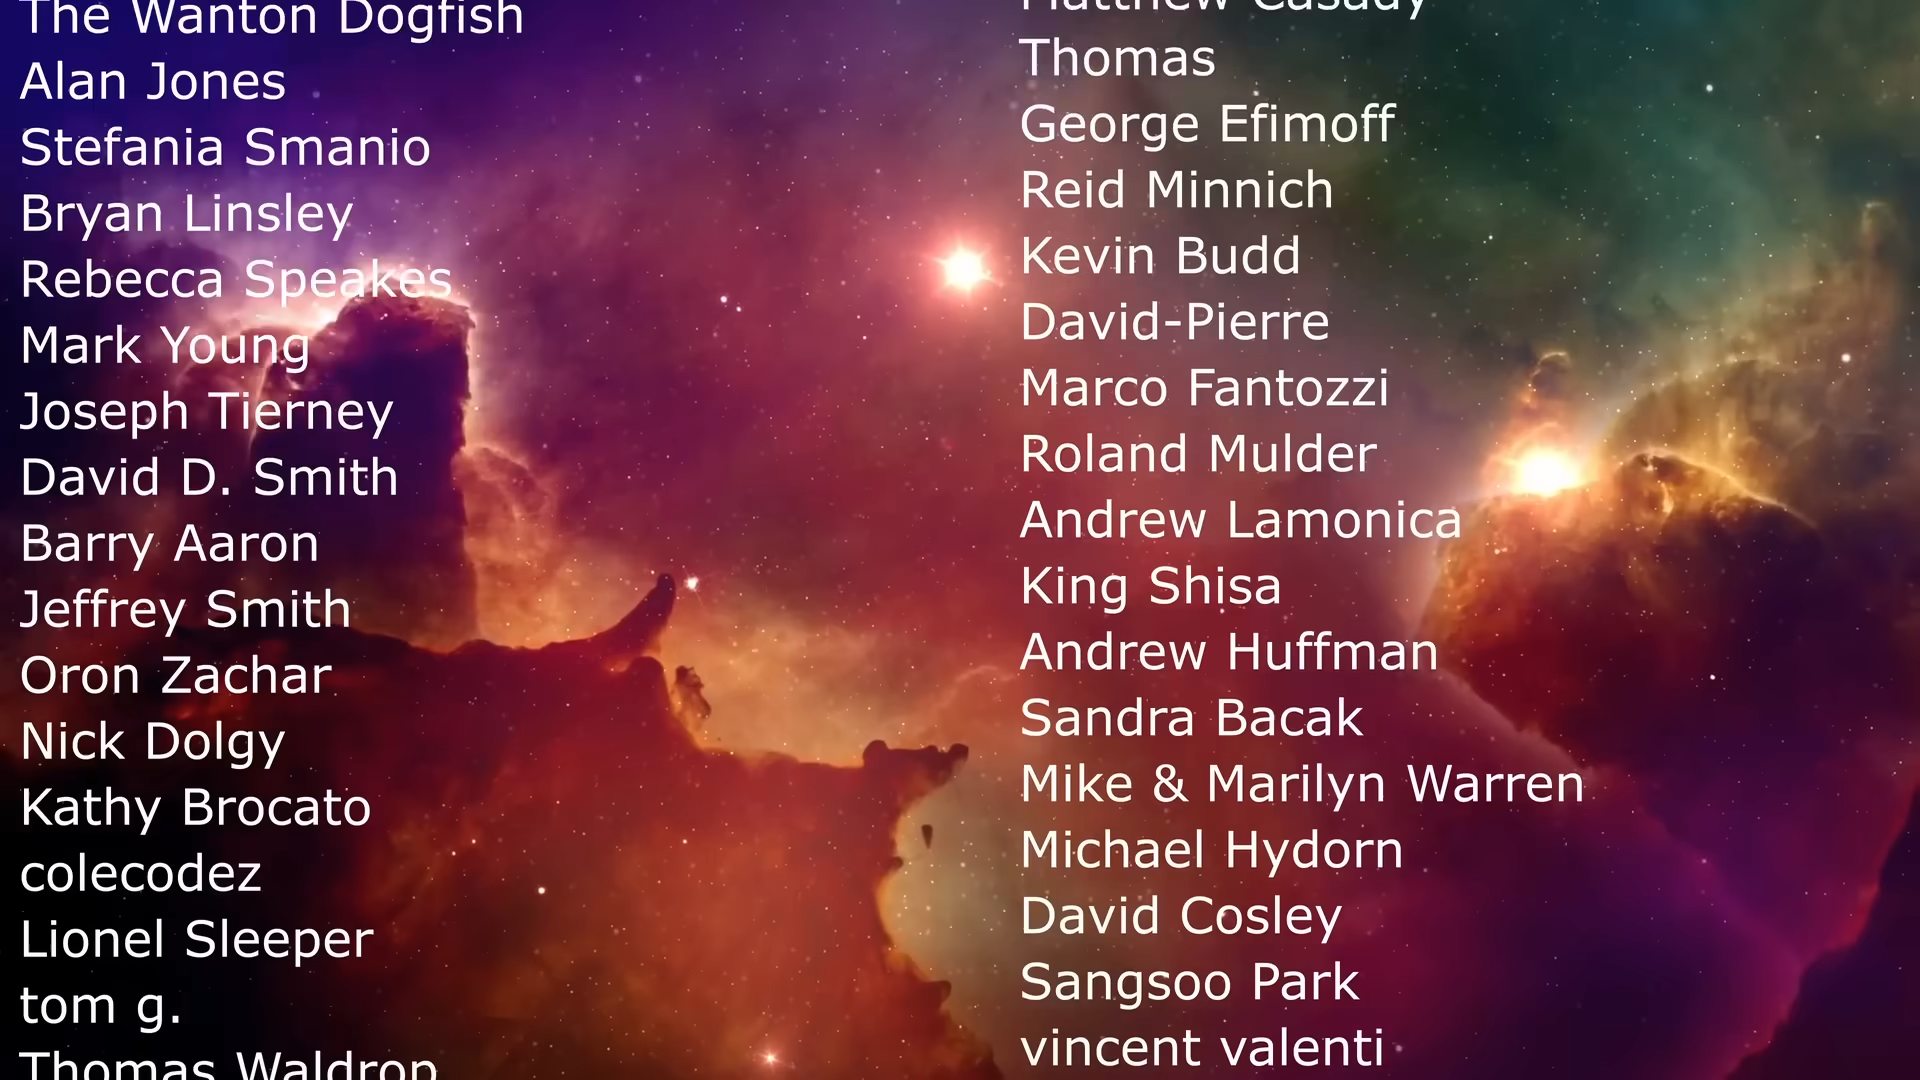 The Wanton Dogfish
Alan Jones
Stefania Smanio
Bryan Linsley
Rebecca Speakes
Mark Young
Joseph Tierney
David D. Smith
Barry Aaron
Jeffrey Smith
Oron Zachar
Nick Dolgy
Kathy Brocato
colecodez
Lionel Sleeper
tom g.
Thomas Waldrop
Matthew Casady
Thomas
George Efimoff
Reid Minnich
Kevin Budd
David-Pierre
Marco Fantozzi
Roland Mulder
Andrew Lamonica
King Shisa
Andrew Huffman
Sandra Bacak
Mike & Marilyn Warren
Michael Hydorn
David Cosley
Sangsoo Park
vincent valenti